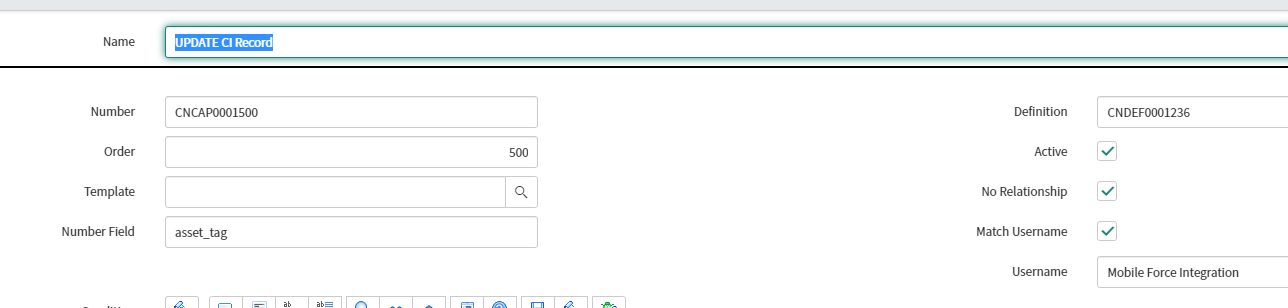 Name UPDATE CI Record
Number CNCAP0001500 Definition CNDEF0001236
Order 500 Active
Template No Relationship
Number Field asset_tag Match Username
Username Mobile Force Integration